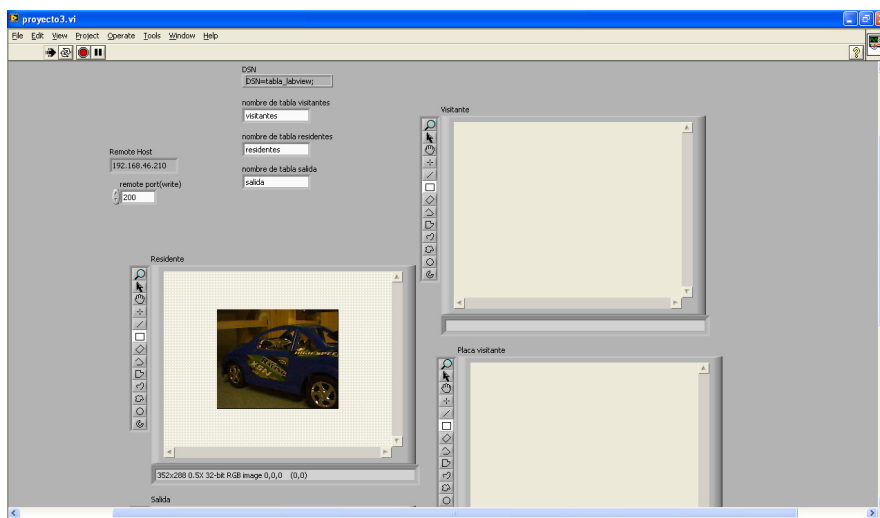 proyecto3.vi
File Edit View Project Operate Tools Window Help
DSN
DSN=tabla_labview;
nombre de tabla visitantes
visitantes
nombre de tabla residentes
residentes
nombre de tabla salida
salida
Remote Host
192.168.46.210
remote port(write)
200
Visitante
Residente
XSN
352x288 0.5X 32-bit RGB image 0,0,0 (0,0)
Placa visitante
Salida